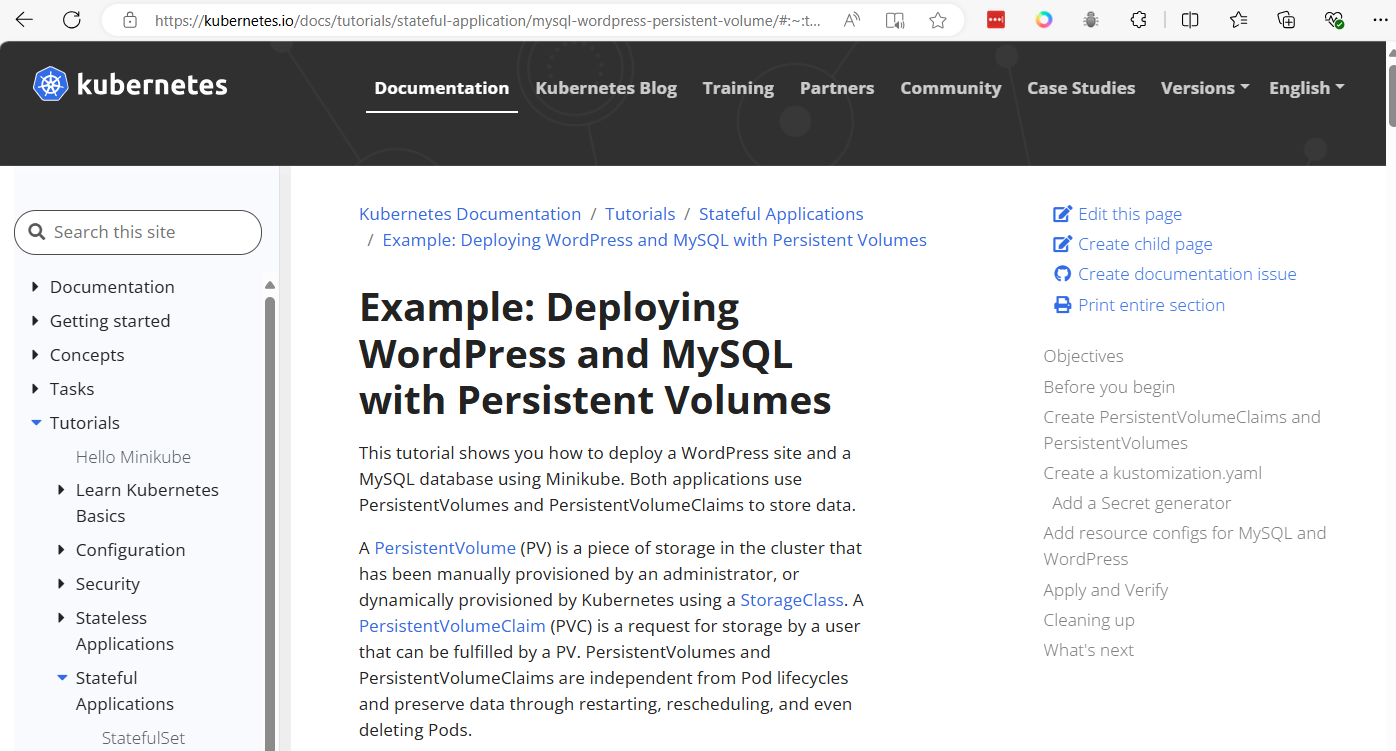 https://kubernetes.io/docs/tutorials/stateful-application/mysql-wordpress-persistent-volume/#:~:t...
kubernetes
Documentation
Kubernetes Blog
Training
Partners
Community
Case Studies
Versions
English
Search this site
Documentation
Getting started
Concepts
Tasks
Tutorials
Hello Minikube
Learn Kubernetes
Basics
Configuration
Security
Stateless
Applications
Stateful
Applications
StatefulSet
Kubernetes Documentation / Tutorials / Stateful Applications
/ Example: Deploying WordPress and MySQL with Persistent Volumes
Example: Deploying
WordPress and MySQL
with Persistent Volumes
This tutorial shows you how to deploy a WordPress site and a
MySQL database using Minikube. Both applications use
PersistentVolumes and PersistentVolumeClaims to store data.
A PersistentVolume (PV) is a piece of storage in the cluster that
has been manually provisioned by an administrator, or
dynamically provisioned by Kubernetes using a StorageClass. A
PersistentVolumeClaim (PVC) is a request for storage by a user
that can be fulfilled by a PV. PersistentVolumes and
PersistentVolumeClaims are independent from Pod lifecycles
and preserve data through restarting, rescheduling, and even
deleting Pods.
Edit this page
Create child page
Create documentation issue
Print entire section
Objectives
Before you begin
Create PersistentVolumeClaims and
PersistentVolumes
Create a kustomization.yaml
Add a Secret generator
Add resource configs for MySQL and
WordPress
Apply and Verify
Cleaning up
What's next